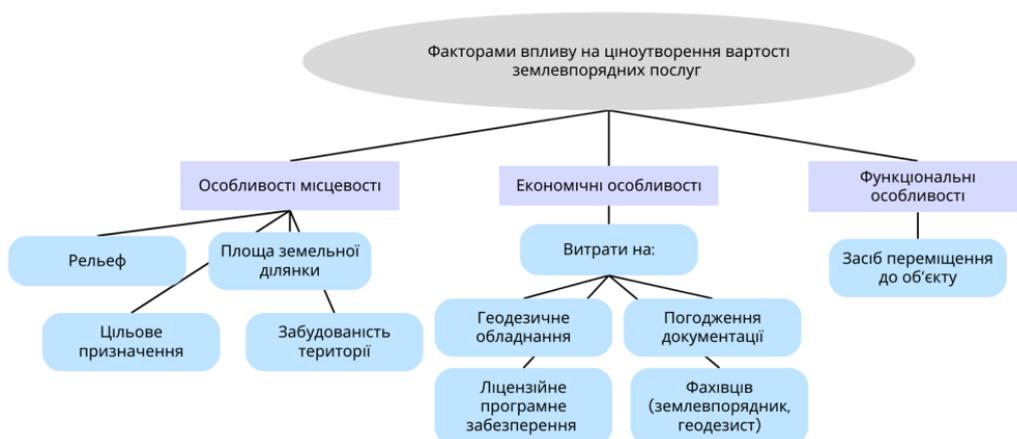 Факторами впливу на ціноутворення вартості
землевпорядних послуг
Особливості місцевості
Економічні особливості
Функціональні
особливості
Рельеф
Площа земельної
ділянки
Витрати на:
Засіб переміщення
до об’єкту
Цільове
призначення
Забудованість
території
Геодезичне
обладнання
Погодження
документації
Ліцензійне
програмне
забезперення
Фахівців
(землевпорядник,
геодезист)